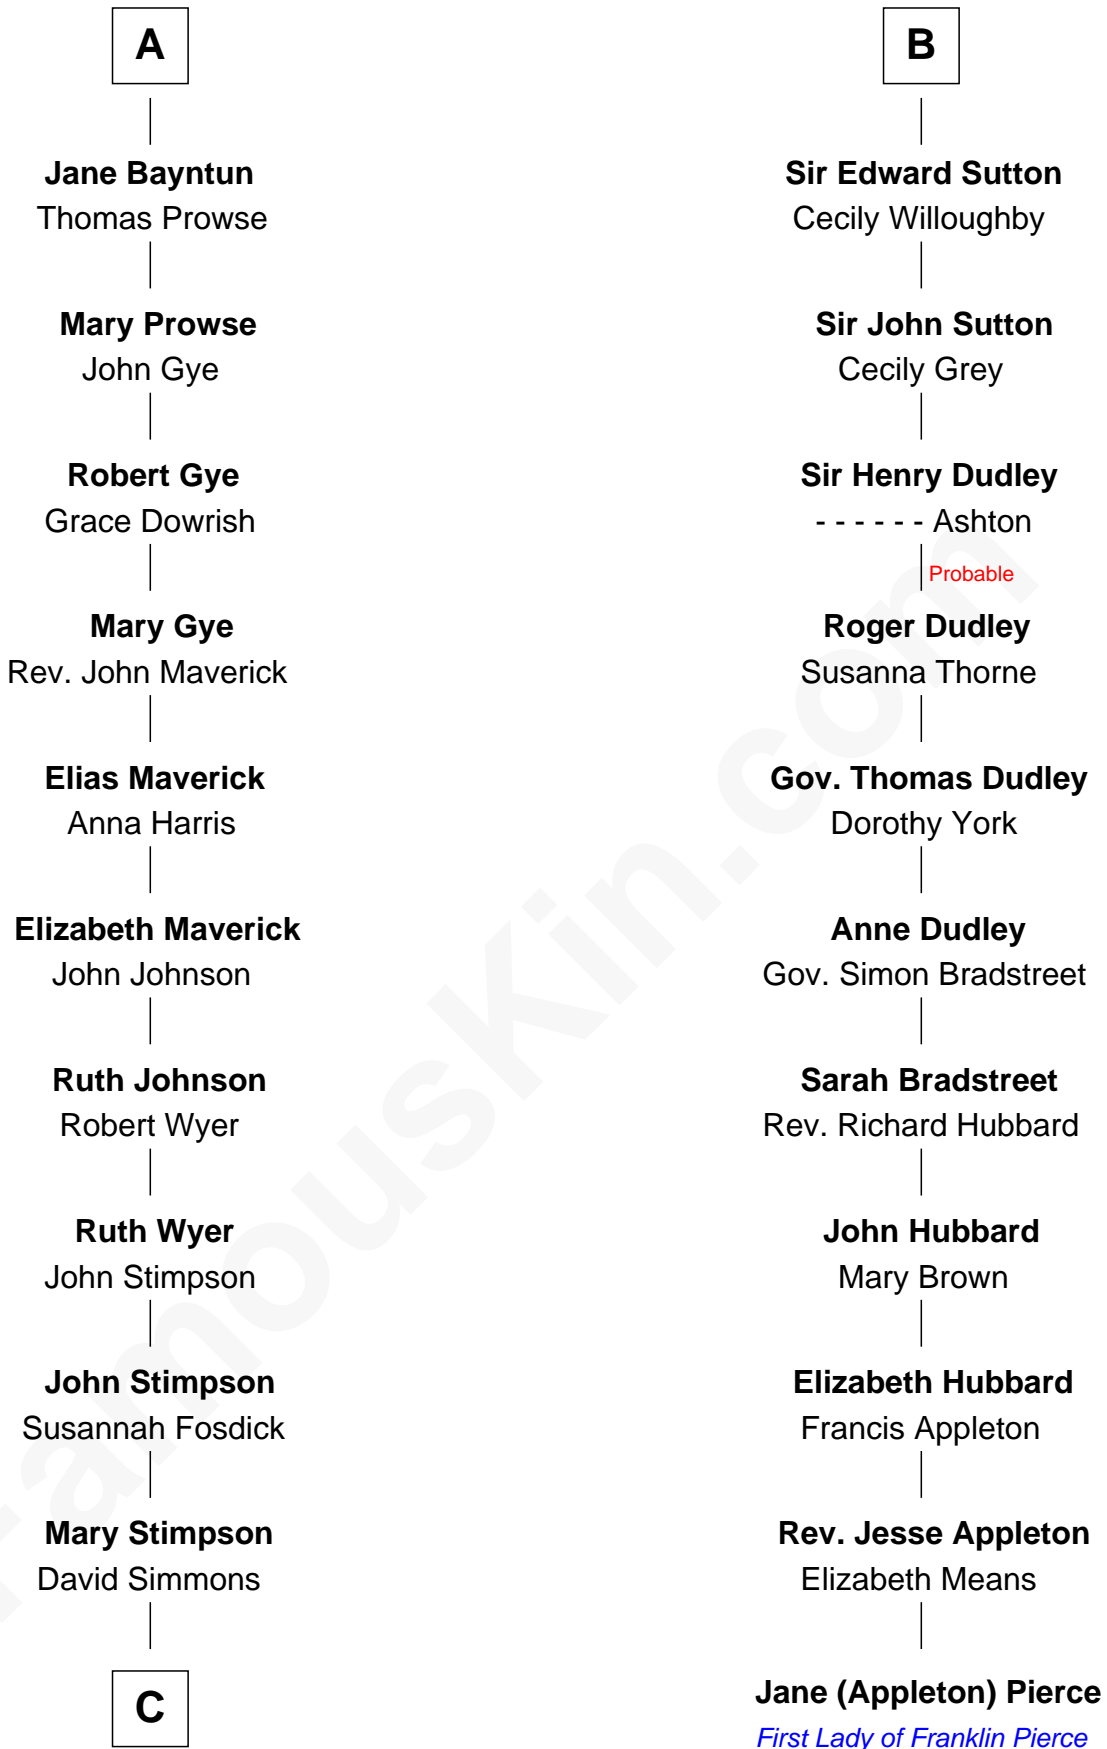 A
Jane Bayntun
Thomas Prowse
Mary Prowse
John Gye
Robert Gye
Grace Dowrish
Mary Gye
Rev. John Maverick
Elias Maverick
Anna Harris
Elizabeth Maverick
John Johnson
Ruth Johnson
Robert Wyer
Ruth Wyer
John Stimpson
John Stimpson
Susannah Fosdick
Mary Stimpson
David Simmons
C
B
Sir Edward Sutton
Cecily Willoughby
Sir John Sutton
Cecily Grey
Sir Henry Dudley
- - - - - - Ashton
Probable
Roger Dudley
Susanna Thorne
Gov. Thomas Dudley
Dorothy York
Anne Dudley
Gov. Simon Bradstreet
Sarah Bradstreet
Rev. Richard Hubbard
John Hubbard
Mary Brown
Elizabeth Hubbard
Francis Appleton
Rev. Jesse Appleton
Elizabeth Means
Jane (Appleton) Pierce
First Lady of Franklin Pierce
FamousKin.com